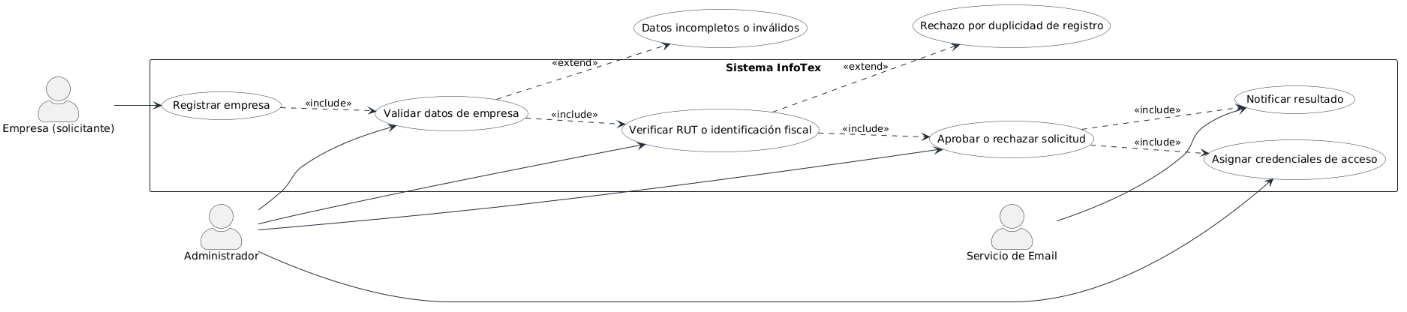 Datos incompletos o inválidos
Rechazo por duplicidad de registro
«extend»
«extend»
Sistema InfoTex
Empresa (solicitante)
Registrar empresa
«include»
Validar datos de empresa
«include»
Verificar RUT o identificación fiscal
«include»
Aprobar o rechazar solicitud
«include»
Notificar resultado
«include»
Asignar credenciales de acceso
Administrador
Servicio de Email